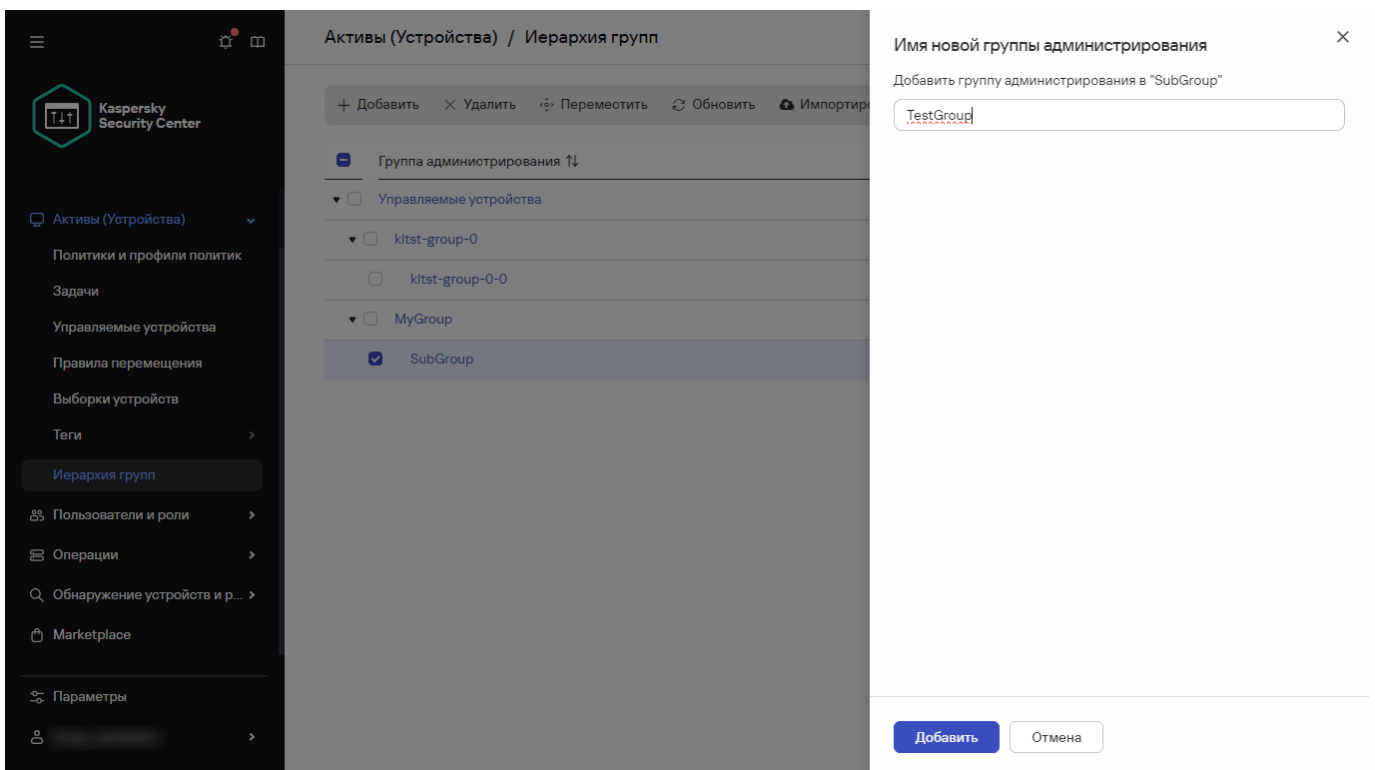 Kaspersky
Security Center
Активы (Устройства)
Политики и профили политик
Задачи
Управляемые устройства
Правила перемещения
Выборки устройств
Теги
Иерархия групп
Пользователи и роли
Операции
Обнаружение устройств и р...
Marketplace
Параметры
Активы (Устройства) / Иерархия групп
Добавить Удалить Переместить Обновить Импортиро
Группа администрирования
Управляемые устройства
kltst-group-0
kltst-group-0-0
MyGroup
SubGroup
Имя новой группы администрирования
Добавить группу администрирования в "SubGroup"
TestGroup
Добавить Отмена